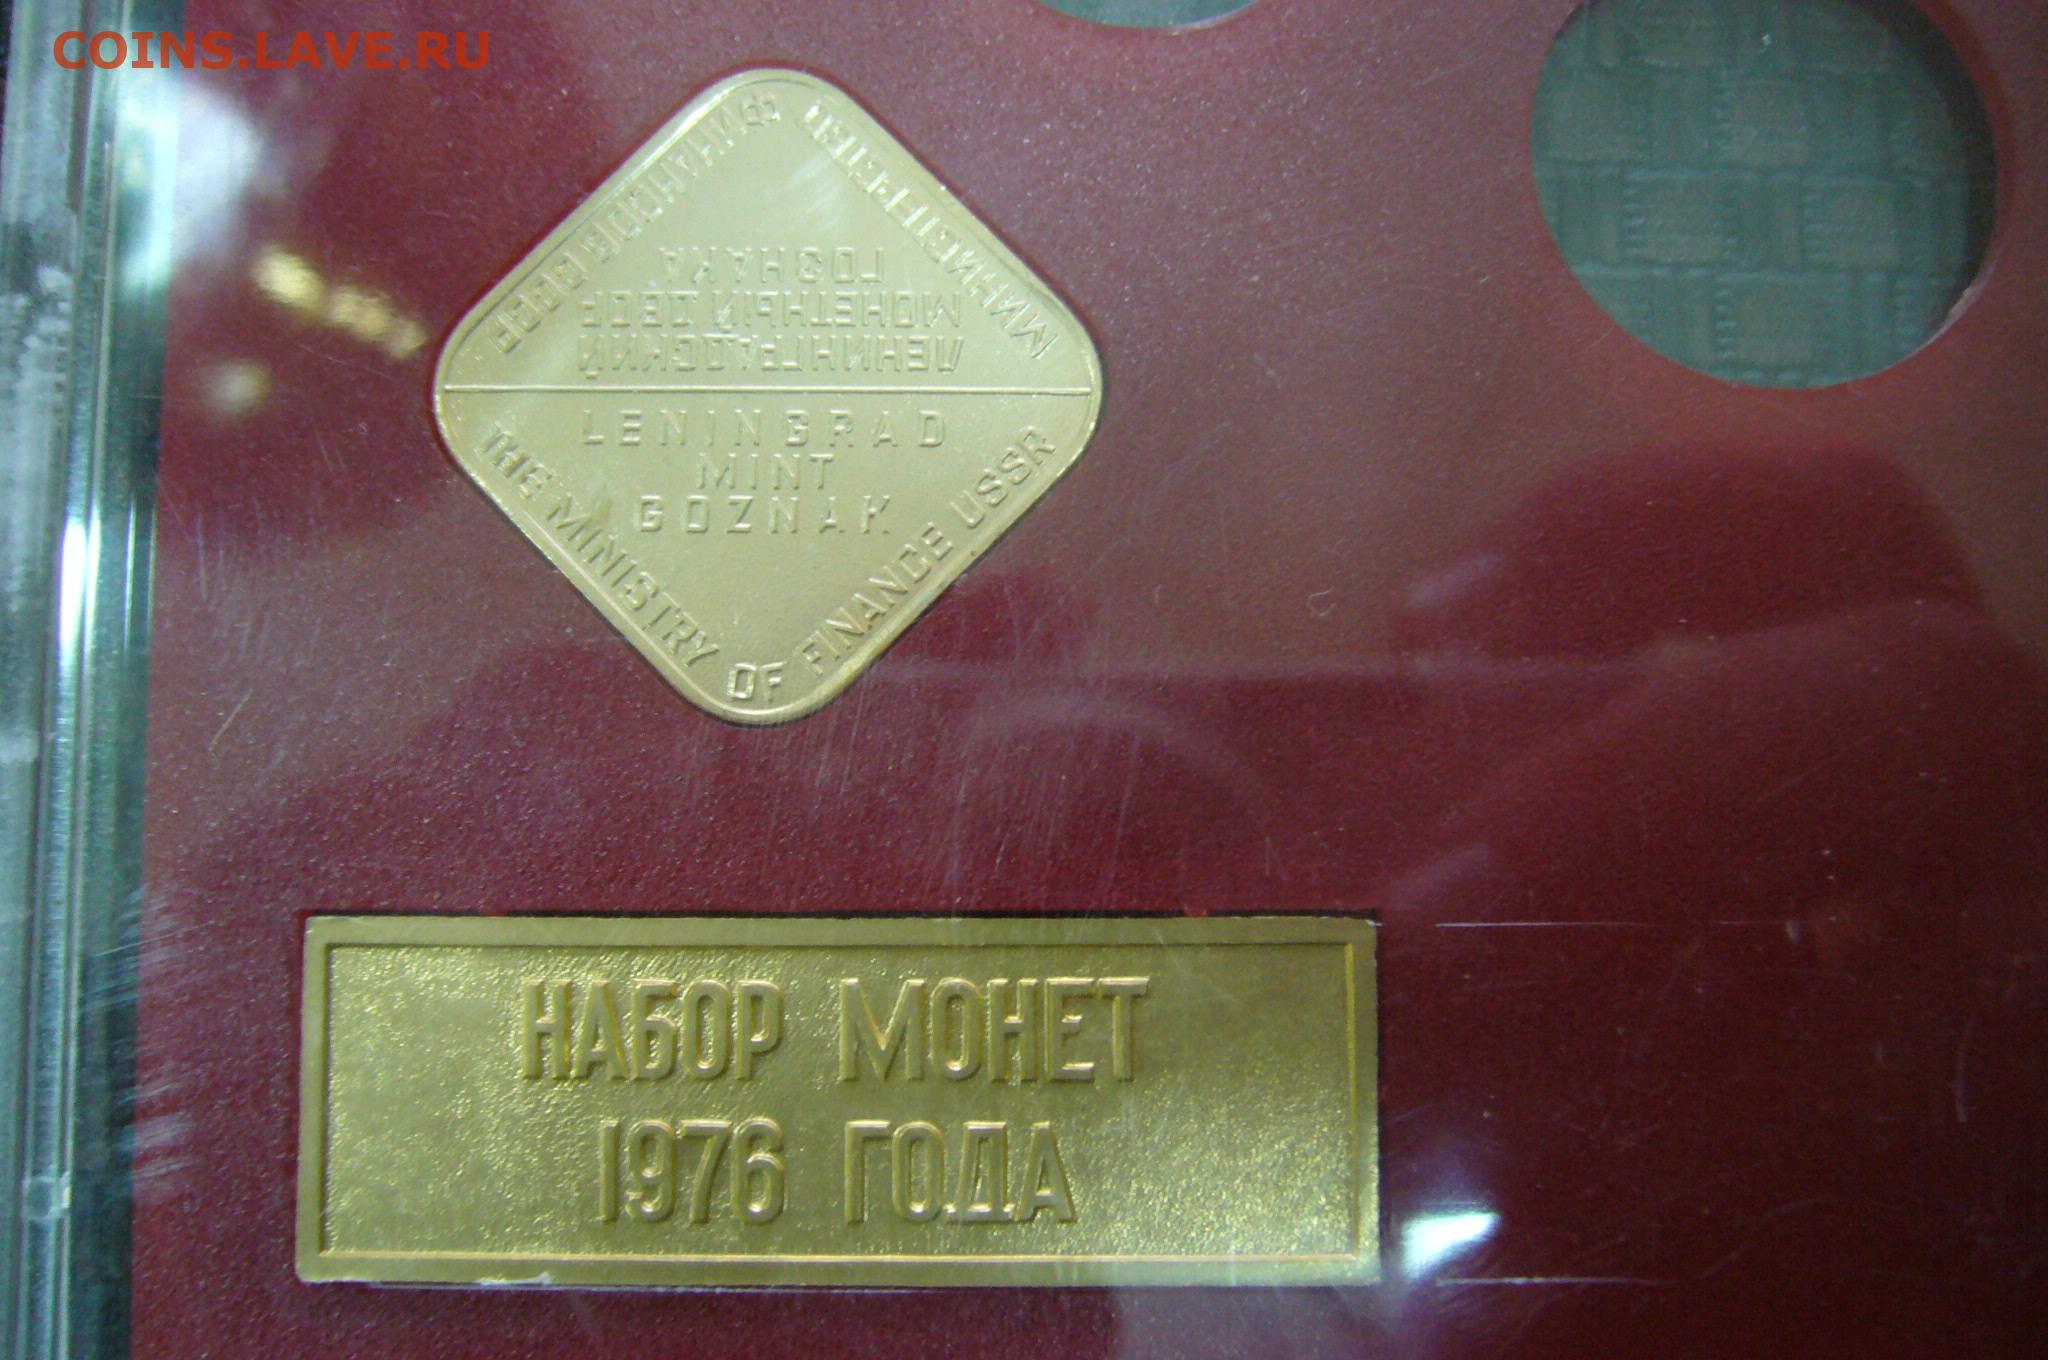 COINS.LAVE.RU
МИНИСТЕРСТВО ФИНАНСОВ СССР
ЛЕНИНГРАДСКИЙ
МОНЕТНЫЙ ДВОР
ГОЗНАКА
LENINGRAD
MINT
GOZNAK
THE MINISTRY OF FINANCE USSR
НАБОР МОНЕТ
1976 ГОДА